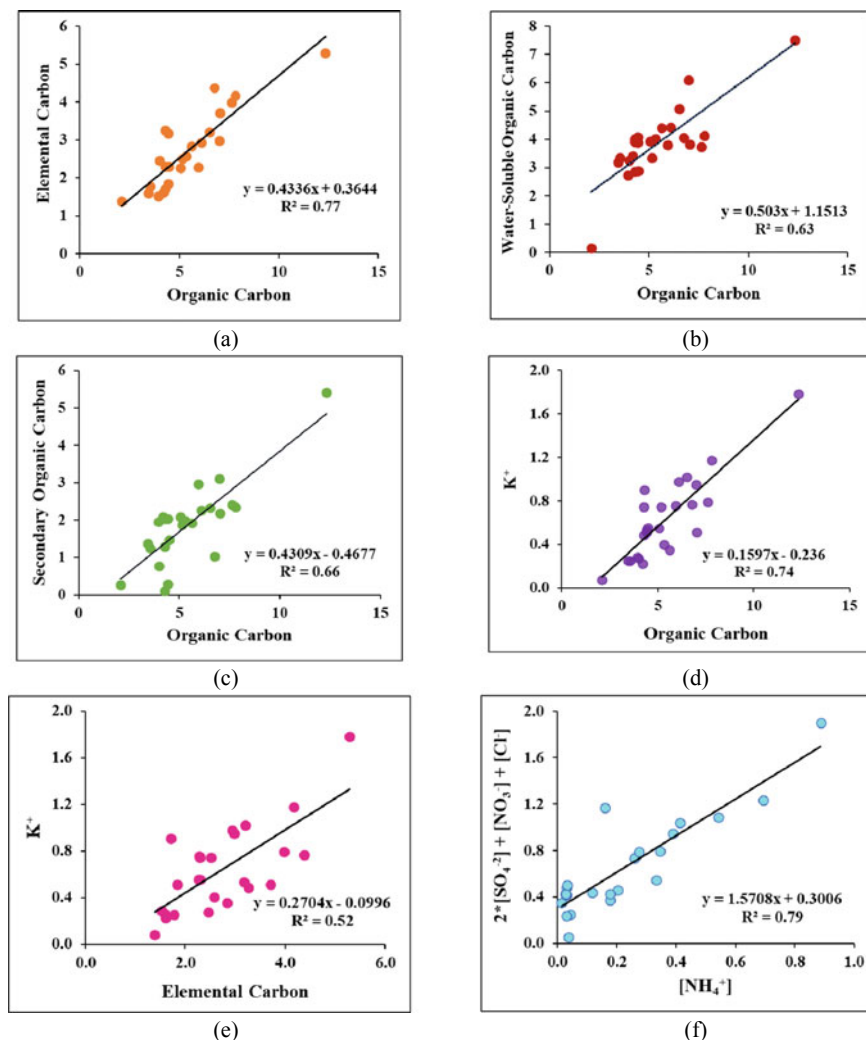 6
5
4
3
2
1
0
0 5 10 15
Elemental Carbon
Organic Carbon
y = 0.4336x + 0.3644
R² = 0.77
(a)
8
7
6
5
4
3
2
1
0
0 5 10 15
Water-Soluble Organic Carbon
Organic Carbon
y = 0.503x + 1.1513
R² = 0.63
(b)
6
5
4
3
2
1
0
0 5 10 15
Secondary Organic Carbon
Organic Carbon
y = 0.4309x - 0.4677
R² = 0.66
(c)
2.0
1.6
1.2
0.8
0.4
0.0
0 5 10 15
K⁺
Organic Carbon
y = 0.1597x - 0.236
R² = 0.74
(d)
2.0
1.6
1.2
0.8
0.4
0.0
0.0 2.0 4.0 6.0
K⁺
Elemental Carbon
y = 0.2704x - 0.0996
R² = 0.52
(e)
2.0
1.6
1.2
0.8
0.4
0.0
0.0 0.2 0.4 0.6 0.8 1.0
2*[SO₄⁻²] + [NO₃⁻] + [Cl⁻]
[NH₄⁺]
y = 1.5708x + 0.3006
R² = 0.79
(f)